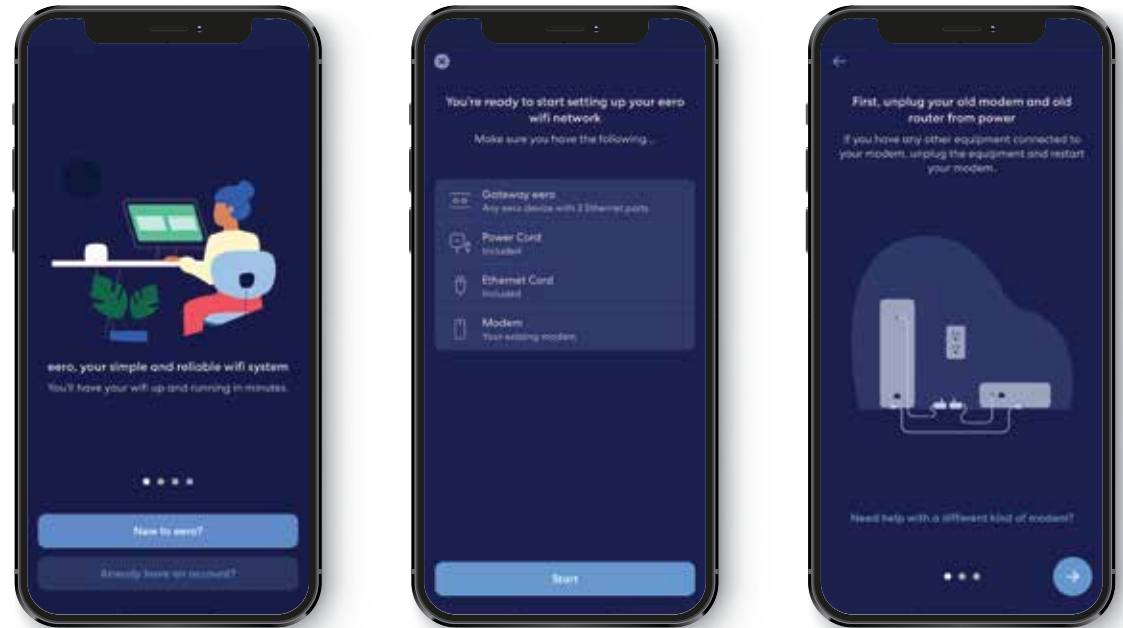 eero, your simple and reliable wifi system
You'll have your wifi up and running in minutes.
New to eero?
Already have an account?
You're ready to start setting up your eero
wifi network
Make sure you have the following...
Gateway eero
Any eero device with 2 Ethernet ports
Power Cord
Included
Ethernet Cord
Included
Modem
Your existing modem
Start
First, unplug your old modem and old
router from power
If you have any other equipment connected to
your modem, unplug the equipment and restart
your modem.
Need help with a different kind of modem?